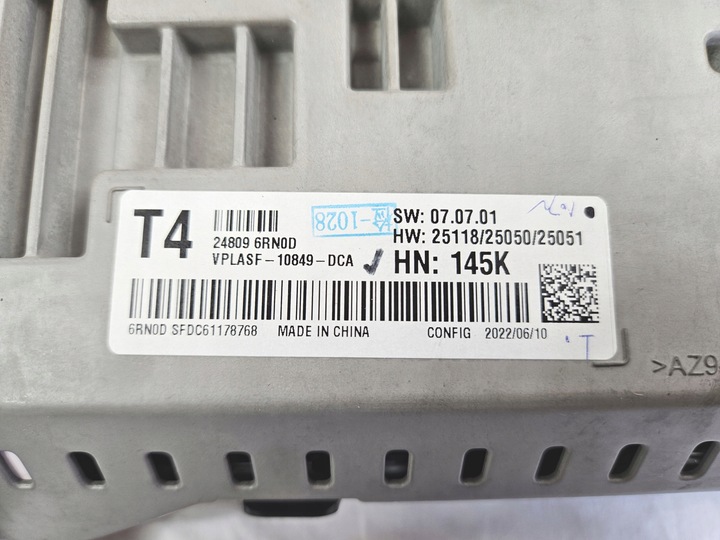 T4
24809 6RN0D
VPLASF-10849-DCA
-1028
SW: 07.07.01
HW: 25118/25050/25051
HN: 145K
6RN0D SFDC61178768 MADE IN CHINA CONFIG 2022/06/10
T
>AZ9